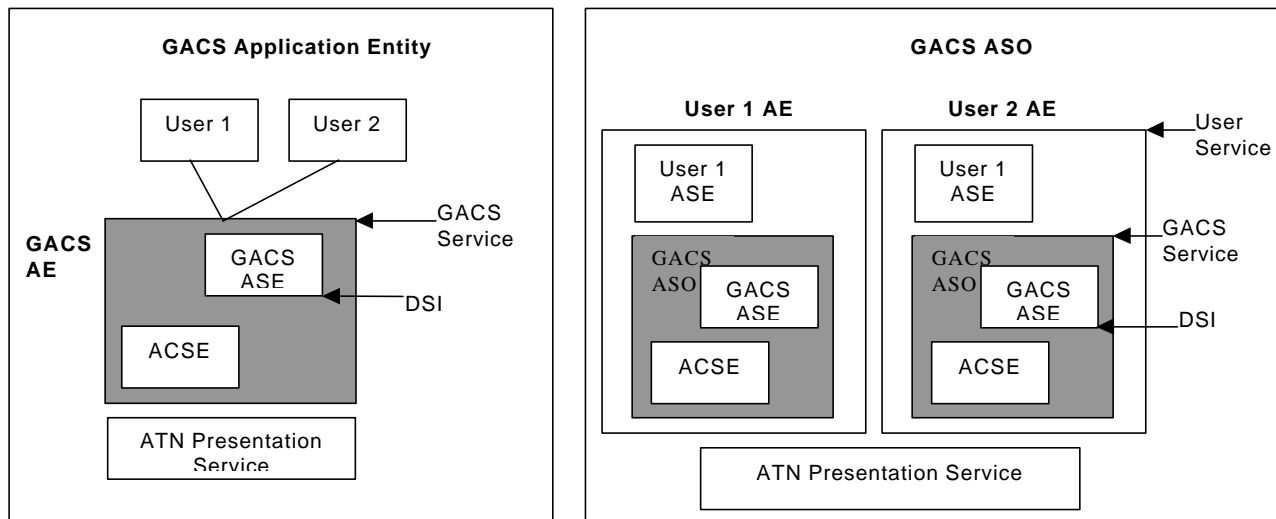 GACS Application Entity
User 1
User 2
GACS
Service
GACS
AE
GACS
ASE
DSI
ACSE
ATN Presentation
Service
GACS ASO
User 1 AE
User 2 AE
User
Service
User 1
ASE
User 1
ASE
GACS
Service
GACS
ASO
GACS
ASE
GACS
ASO
GACS
ASE
DSI
ACSE
ACSE
ATN Presentation Service